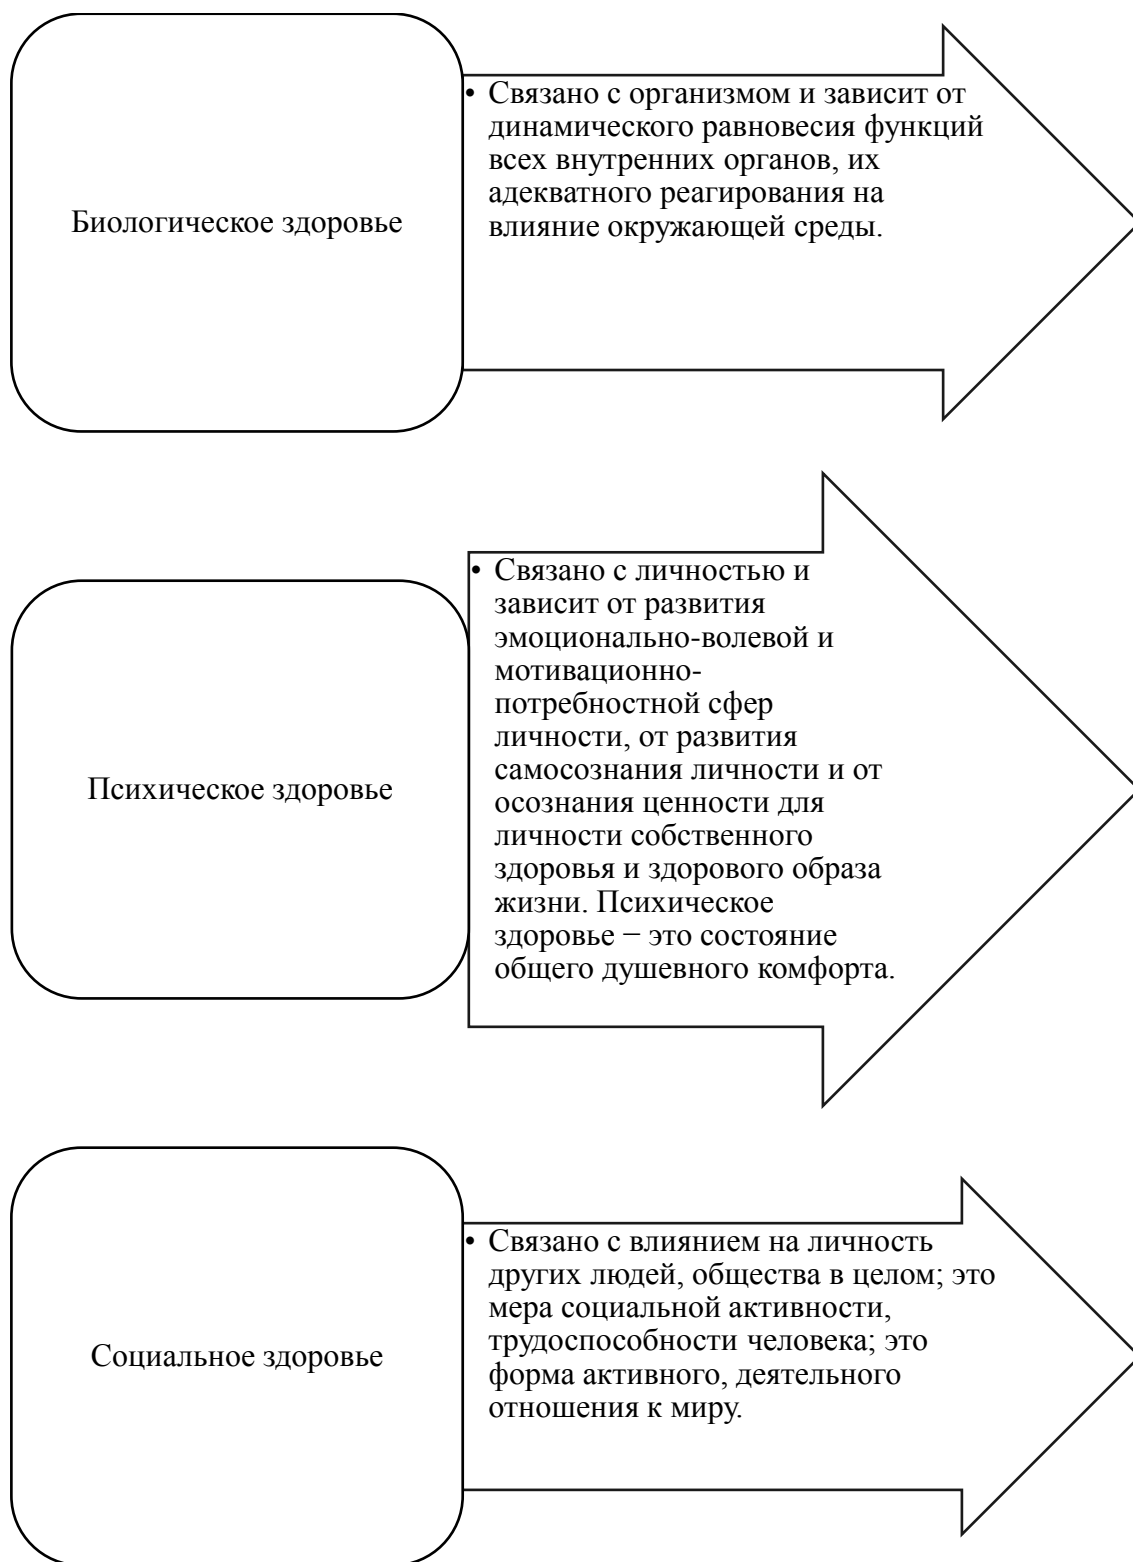 Биологическое здоровье
• Связано с организмом и зависит от
динамического равновесия функций
всех внутренних органов, их
адекватного реагирования на
влияние окружающей среды.
Психическое здоровье
• Связано с личностью и
зависит от развития
эмоционально-волевой и
мотивационно-
потребностной сфер
личности, от развития
самосознания личности и от
осознания ценности для
личности собственного
здоровья и здорового образа
жизни. Психическое
здоровье − это состояние
общего душевного комфорта.
Социальное здоровье
• Связано с влиянием на личность
других людей, общества в целом; это
мера социальной активности,
трудоспособности человека; это
форма активного, деятельного
отношения к миру.